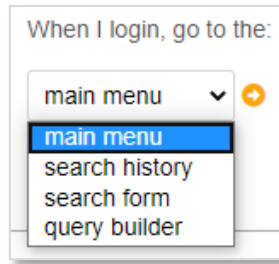 When I login, go to the:
main menu
main menu
search history
search form
query builder